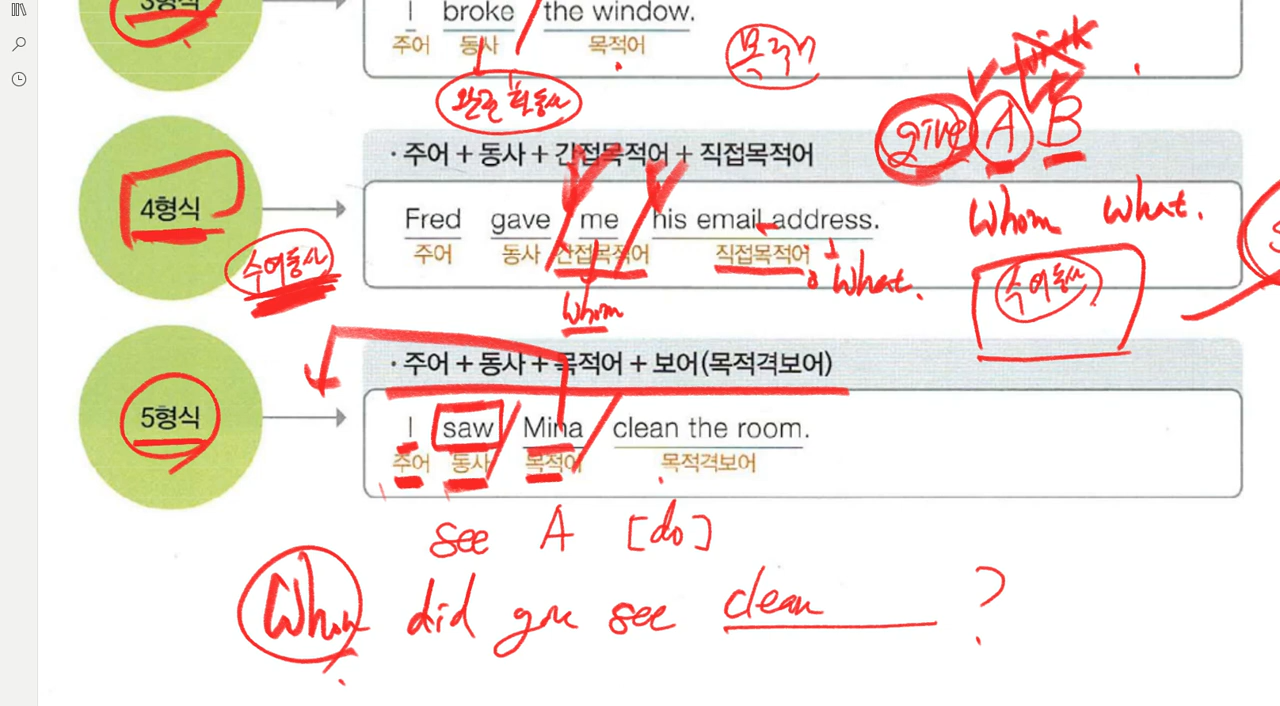 3형식
I broke the window.
주어 동사 목적어
목적어
완전 타동사
give A B
with
· 주어 + 동사 + 간접목적어 + 직접목적어
4형식
Fred gave me his email address.
주어 동사 간접목적어 직접목적어
whom what.
수여동사
whom
what.
수여동사
· 주어 + 동사 + 목적어 + 보어(목적격보어)
5형식
I saw Mina clean the room.
주어 동사 목적어 목적격보어
see A [do]
Whom did you see clean ?